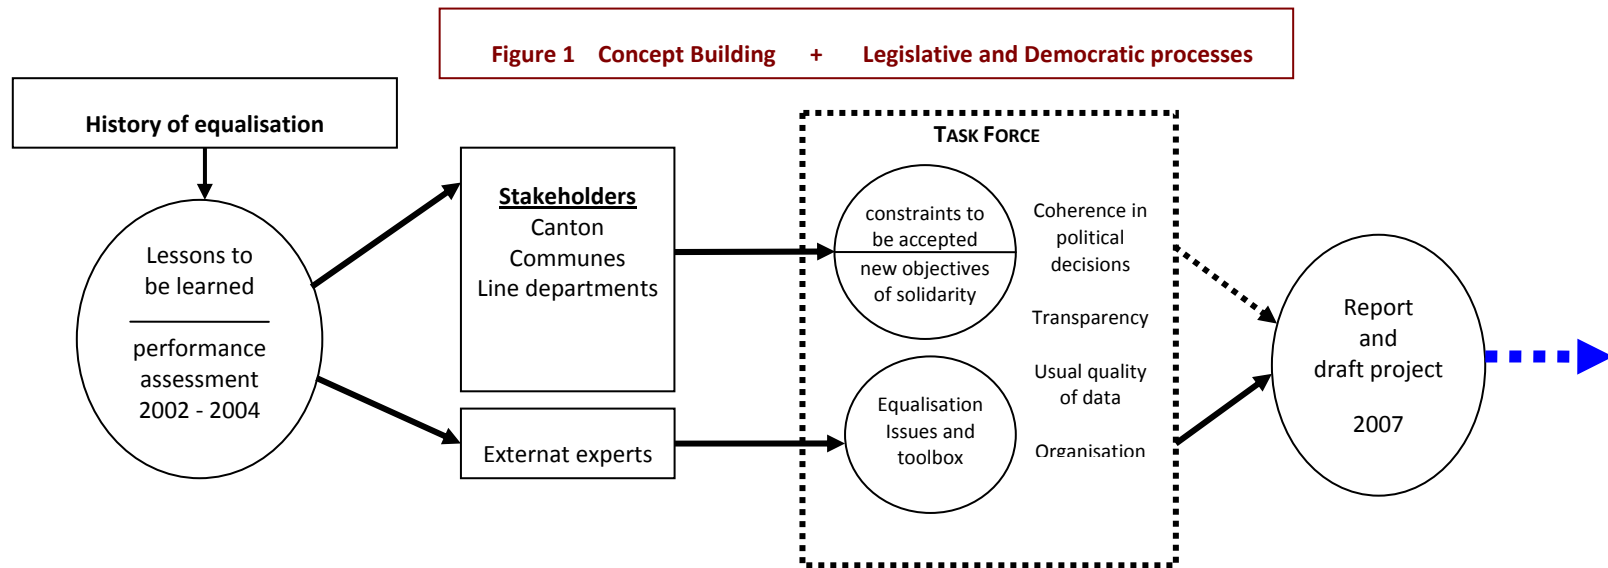 Figure 1 Concept Building + Legislative and Democratic processes
History of equalisation
Lessons to
be learned
performance
assessment
2002 - 2004
Stakeholders
Canton
Communes
Line departments
Externat experts
TASK FORCE
constraints to
be accepted
new objectives
of solidarity
Equalisation
Issues and
toolbox
Coherence in
political
decisions
Transparency
Usual quality
of data
Organisation
Report
and
draft project
2007